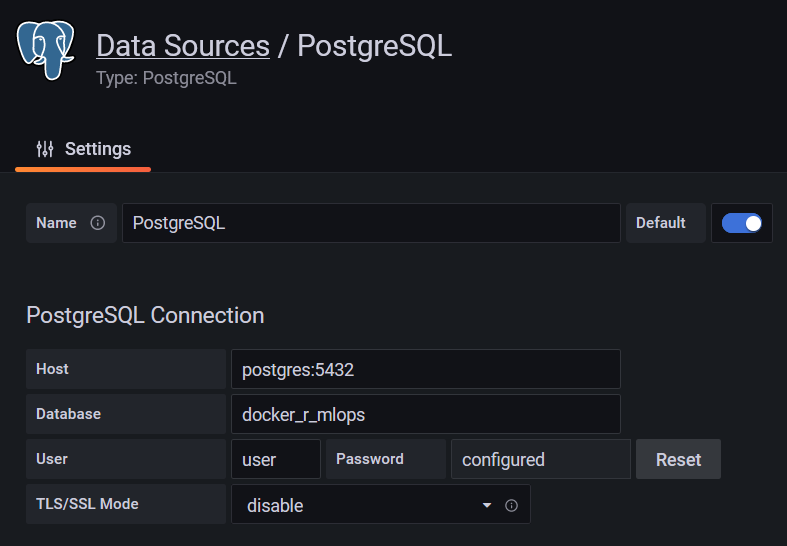 Data Sources / PostgreSQL
Type: PostgreSQL
Settings
Name PostgreSQL Default
PostgreSQL Connection
Host postgres:5432
Database docker_r_mlops
User user Password configured Reset
TLS/SSL Mode disable